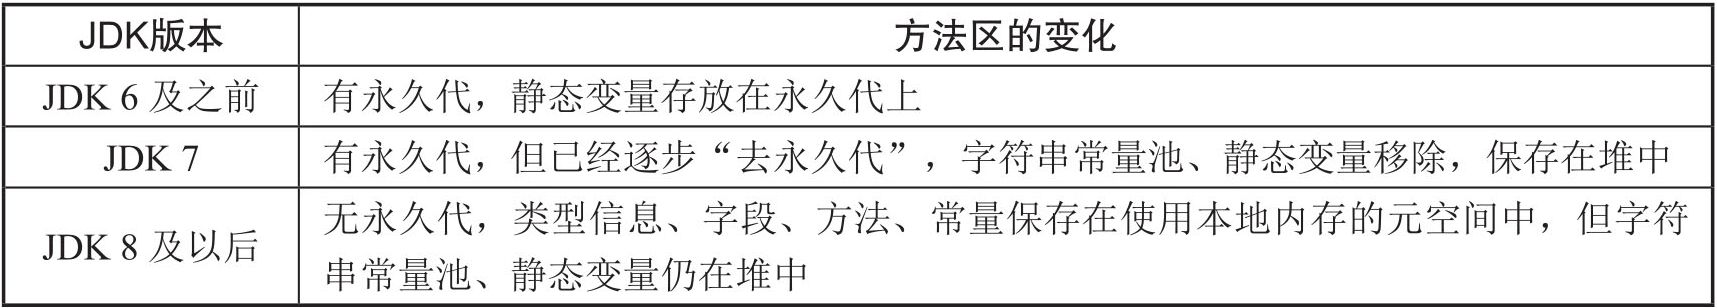 JDK版本 方法区的变化
JDK 6 及之前 有永久代，静态变量存放在永久代上
JDK 7 有永久代，但已经逐步“去永久代”，字符串常量池、静态变量移除，保存在堆中
JDK 8 及以后 无永久代，类型信息、字段、方法、常量保存在使用本地内存的元空间中，但字符
串常量池、静态变量仍在堆中